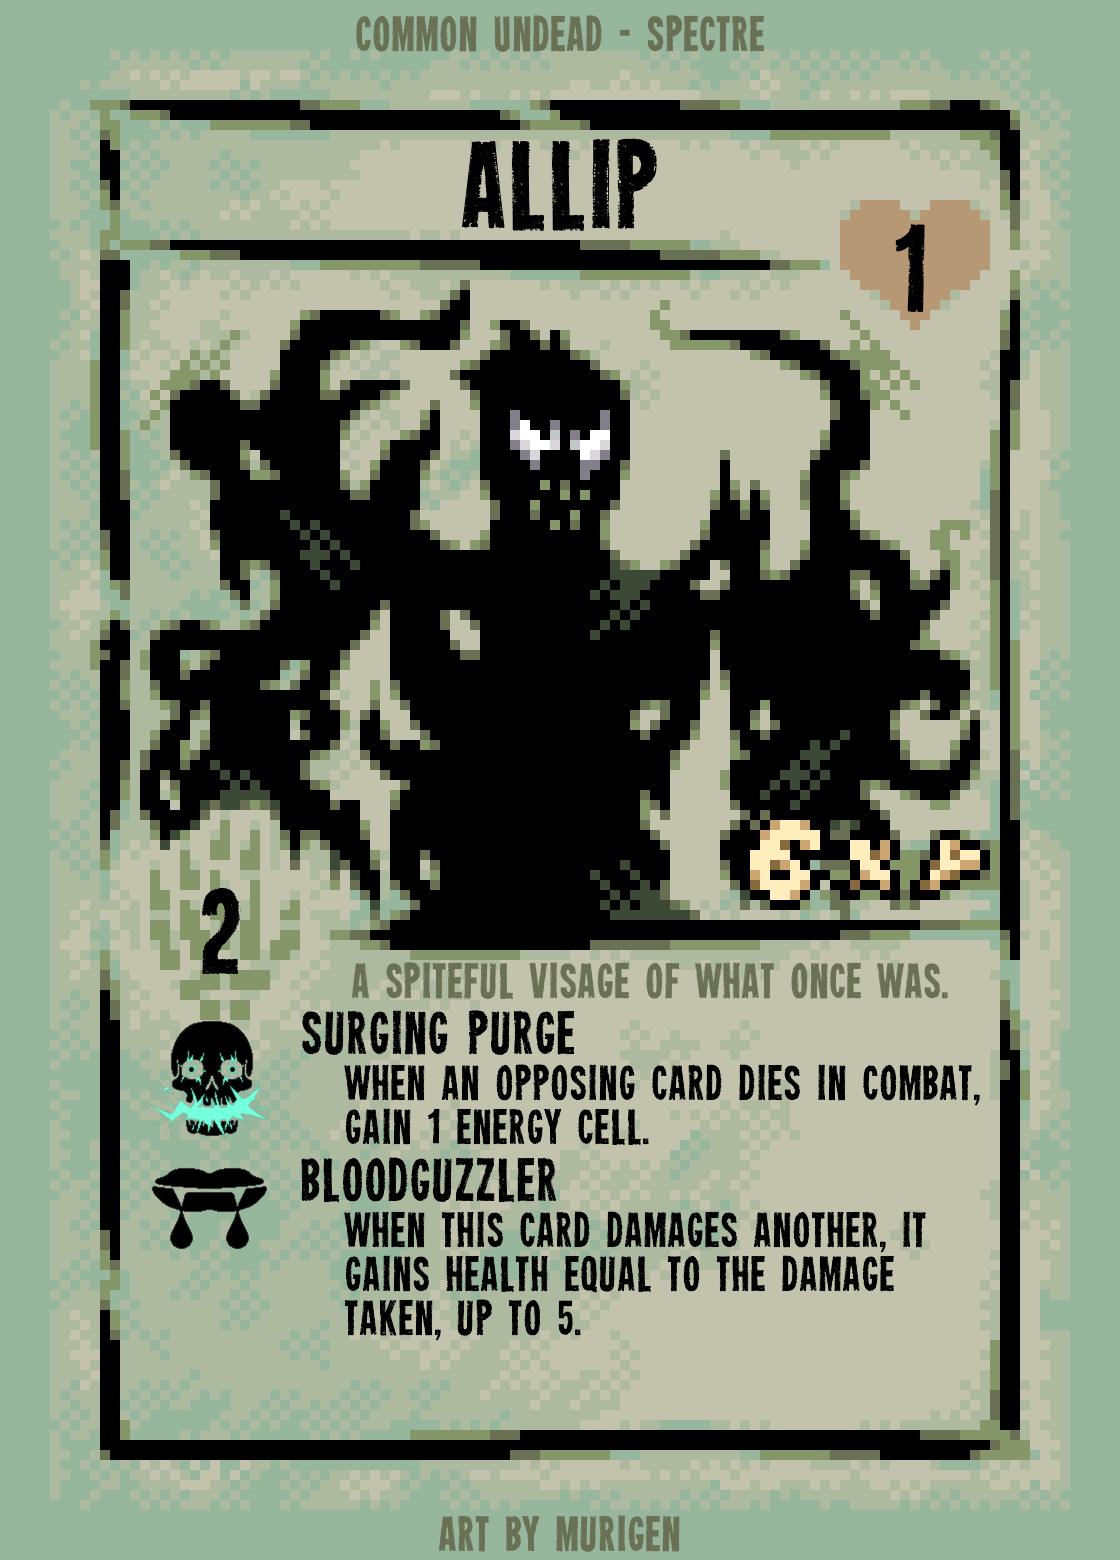 COMMON UNDEAD - SPECTRE
ALLIP
1
6 X
2
A SPITEFUL VISAGE OF WHAT ONCE WAS.
SURGING PURGE
WHEN AN OPPOSING CARD DIES IN COMBAT,
GAIN 1 ENERGY CELL.
BLOODGUZZLER
WHEN THIS CARD DAMAGES ANOTHER, IT
GAINS HEALTH EQUAL TO THE DAMAGE
TAKEN, UP TO 5.
ART BY MURIGEN